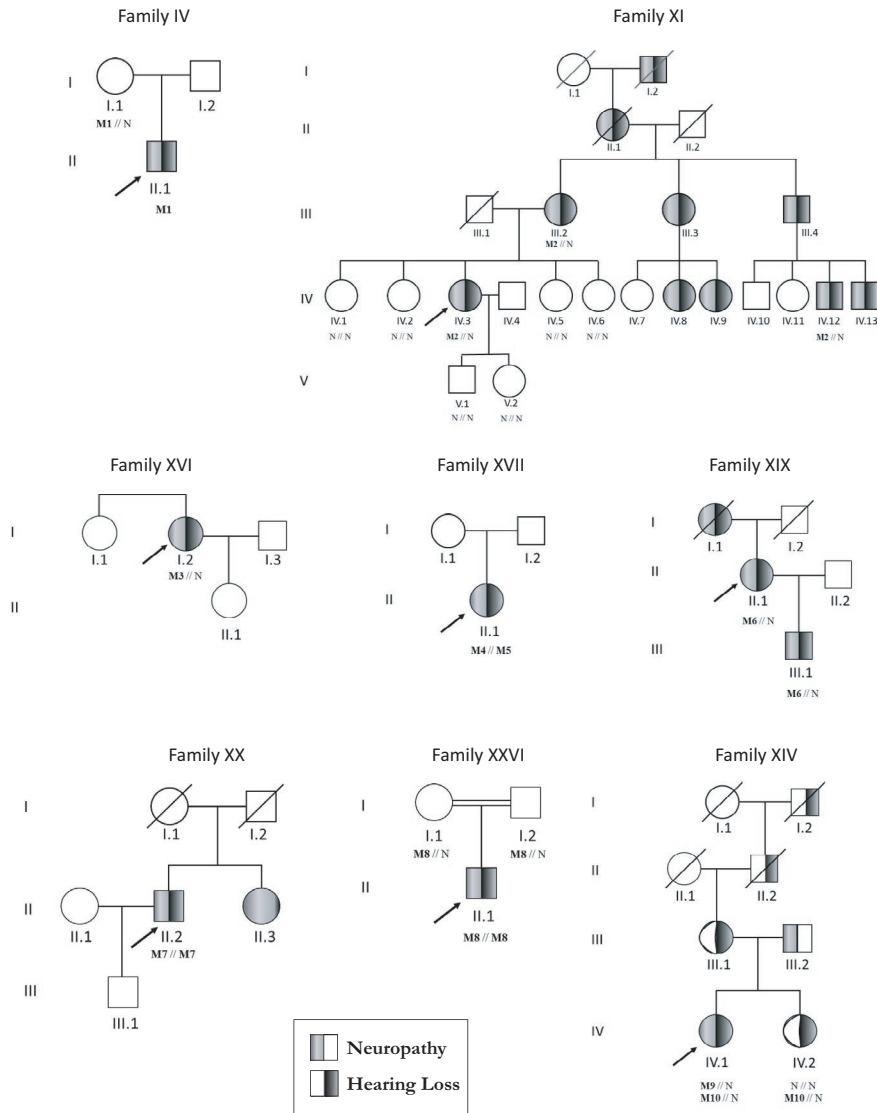 Family IV
I
I.1
I.2
M1 // N
II
II.1
M1
Family XI
I
I.1
I.2
II
II.1
II.2
III
III.1
III.2
III.3
III.4
M2 // N
IV
IV.1
IV.2
IV.3
IV.4
IV.5
IV.6
IV.7
IV.8
IV.9
IV.10
IV.11
IV.12
IV.13
N // N
N // N
M2 // N
N // N
N // N
M2 // N
V
V.1
V.2
N // N
N // N
Family XVI
I
I.1
I.2
I.3
M3 // N
II
II.1
Family XVII
I
I.1
I.2
II
II.1
M4 // M5
Family XIX
I
I.1
I.2
II
II.1
II.2
M6 // N
III
III.1
M6 // N
Family XX
I
I.1
I.2
II
II.1
II.2
II.3
M7 // M7
III
III.1
Family XXVI
I
I.1
I.2
M8 // N
M8 // N
II
II.1
M8 // M8
Family XIV
I
I.1
I.2
II
II.1
II.2
III
III.1
III.2
IV
IV.1
IV.2
M9 // N
N // N
M10 // N
M10 // N
Neuropathy
Hearing Loss